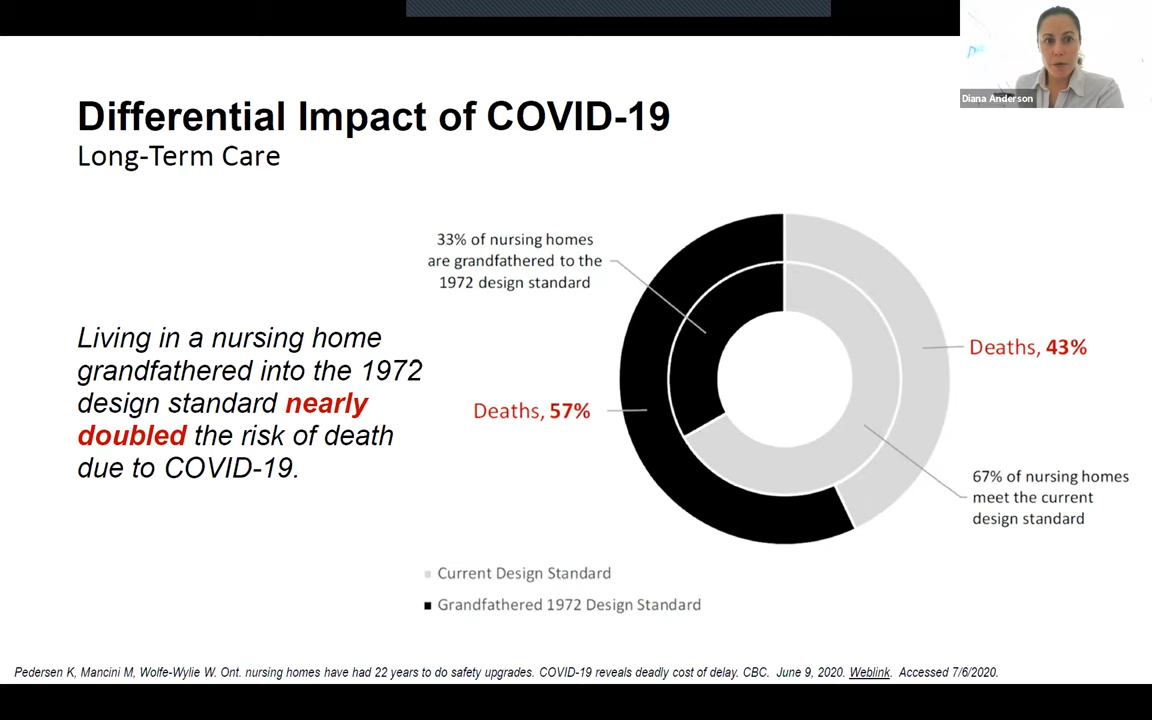 Diana Anderson
Differential Impact of COVID-19
Long-Term Care
33% of nursing homes
are grandfathered to the
1972 design standard
Living in a nursing home
grandfathered into the 1972
design standard nearly
doubled the risk of death
due to COVID-19.
Deaths, 43%
Deaths, 57%
67% of nursing homes
meet the current
design standard
Current Design Standard
Grandfathered 1972 Design Standard
Pedersen K, Mancini M, Wolfe-Wylie W. Ont. nursing homes have had 22 years to do safety upgrades. COVID-19 reveals deadly cost of delay. CBC. June 9, 2020. Weblink. Accessed 7/6/2020.